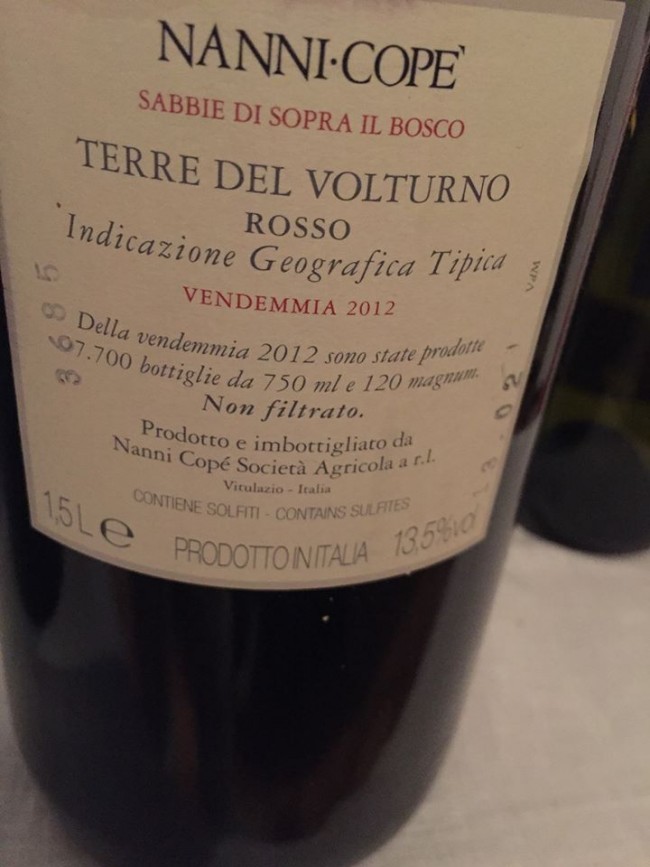 NANNI·COPE'
SABBIE DI SOPRA IL BOSCO
TERRE DEL VOLTURNO
ROSSO
Indicazione Geografica Tipica
VENDEMMIA 2012
Della vendemmia 2012 sono state prodotte
7.700 bottiglie da 750 ml e 120 magnum.
Non filtrato.
Prodotto e imbottigliato da
Nanni Copé Società Agricola a r.l.
Vitulazio - Italia
CONTIENE SOLFITI - CONTAINS SULFITES
1,5L e PRODOTTO IN ITALIA 13,5%vol
3685